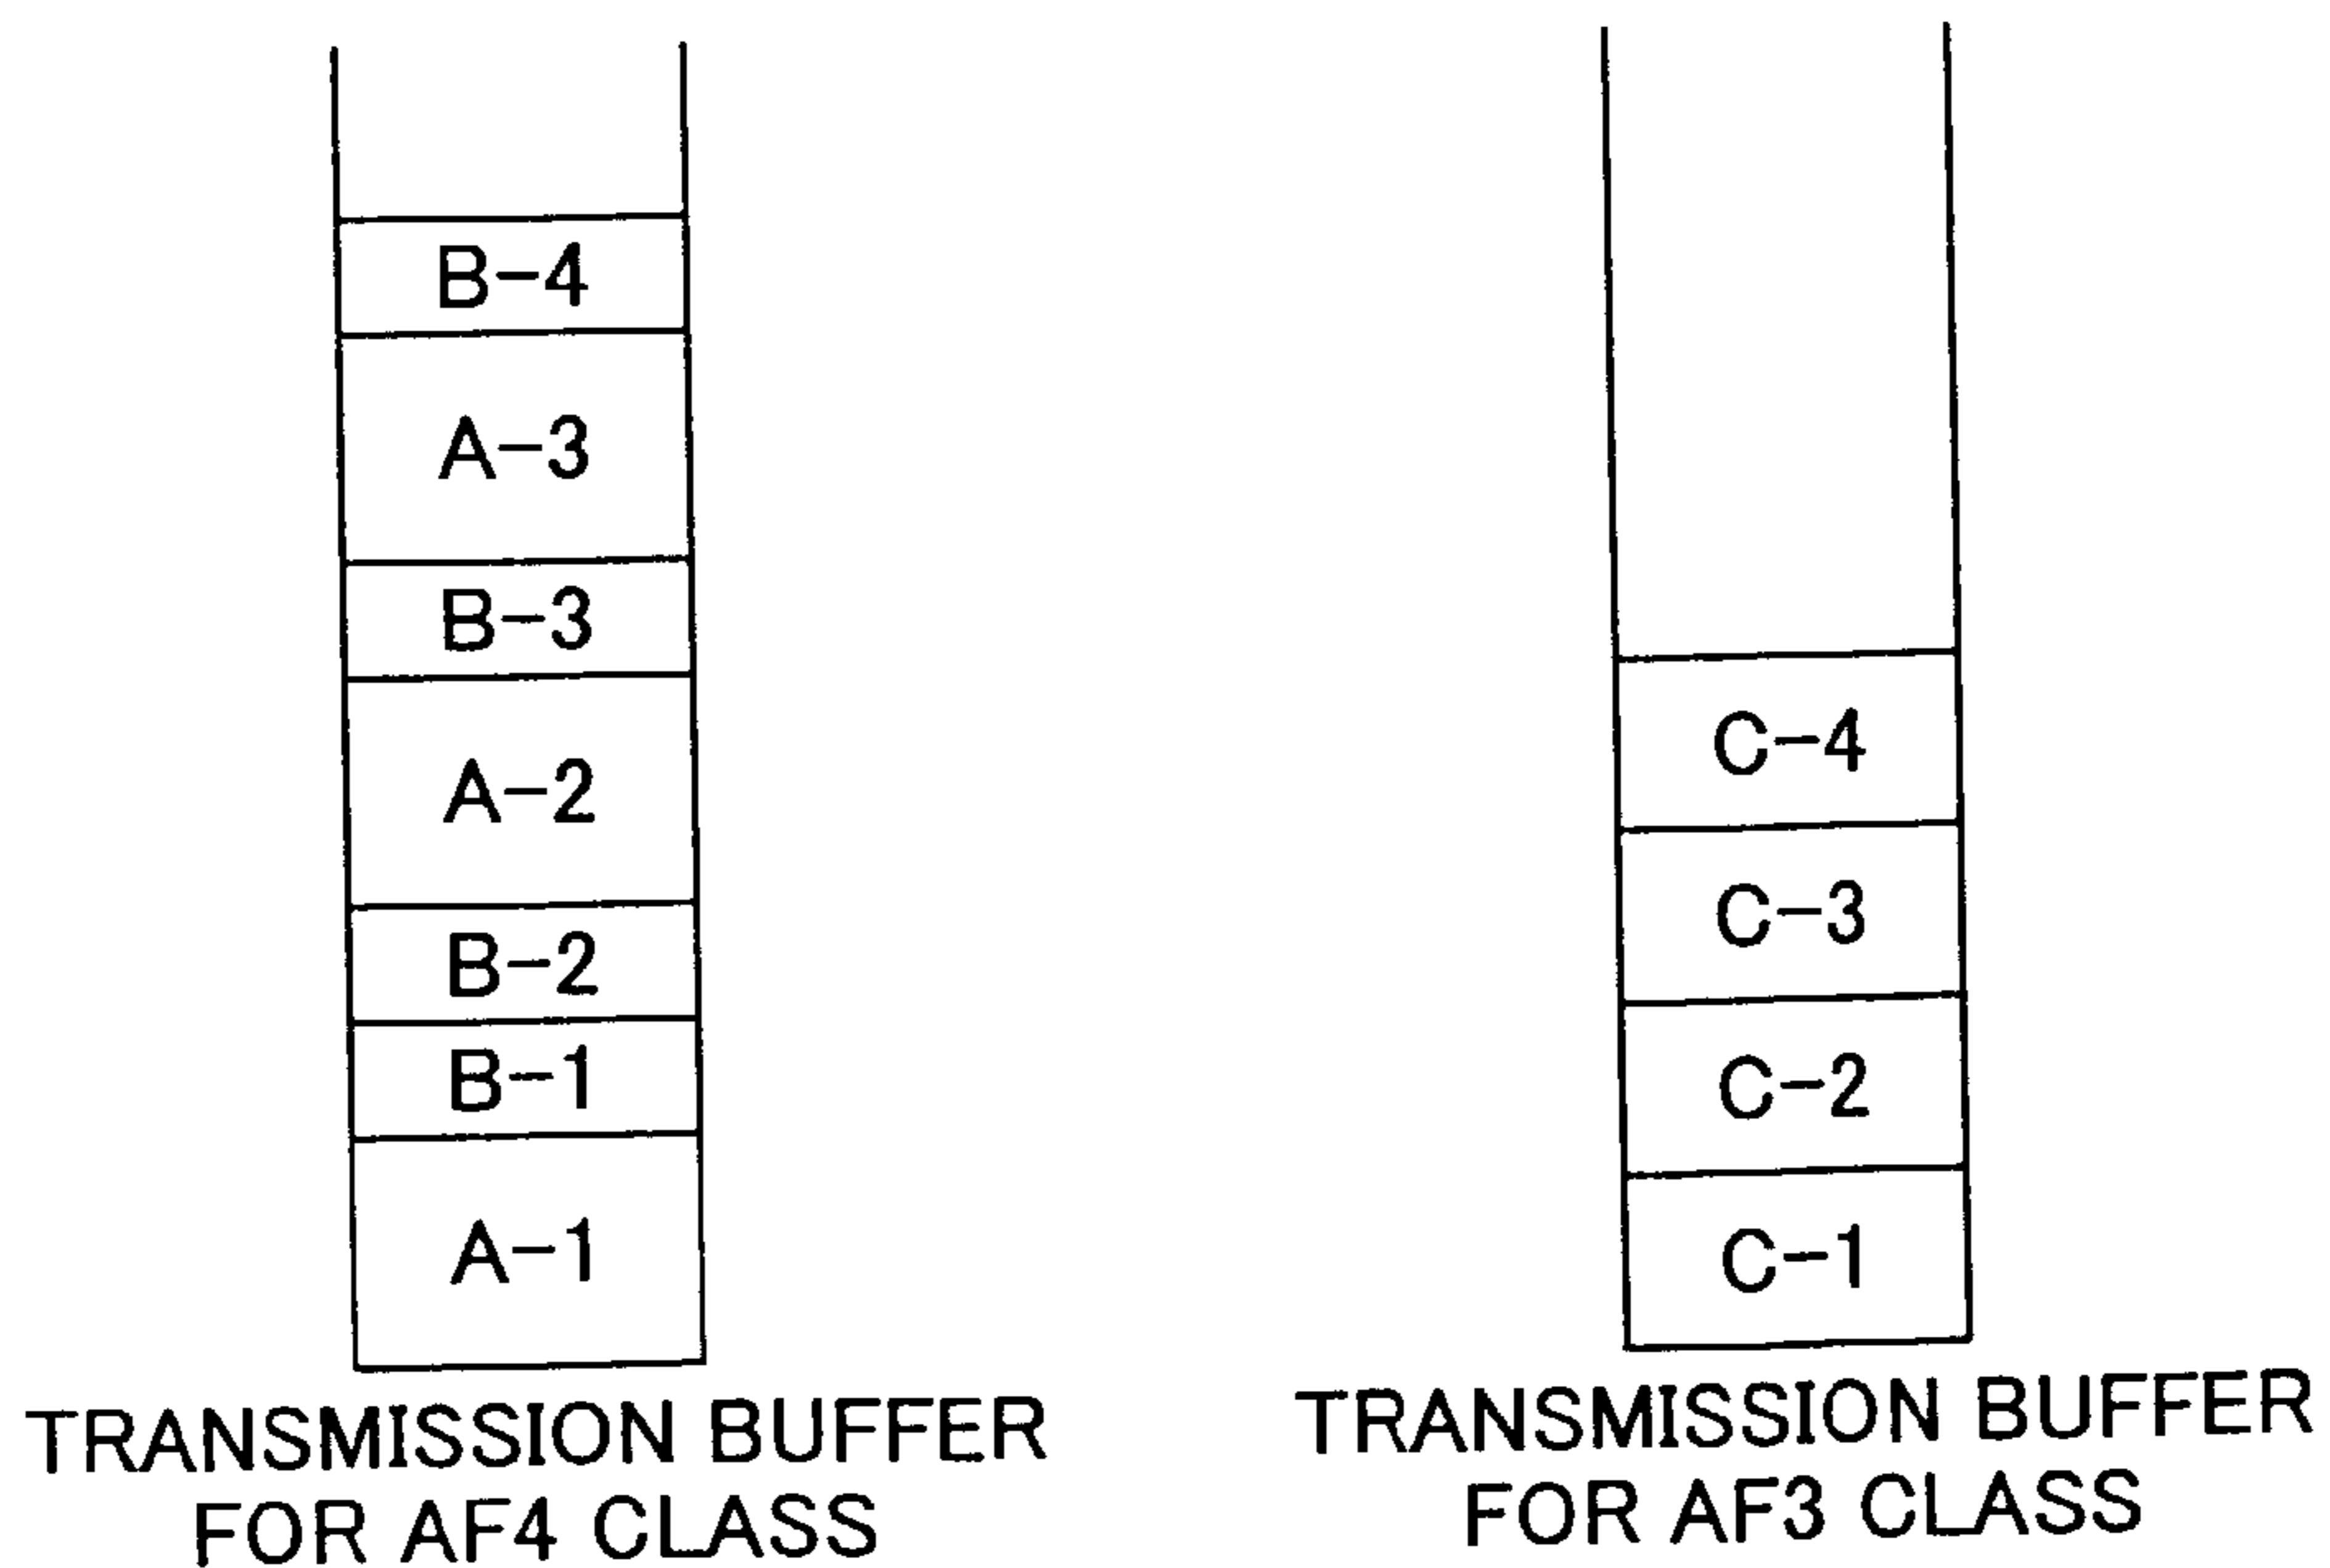 B-4
A-3
B-3
A-2
B-2
B-1
A-1
TRANSMISSION BUFFER
FOR AF4 CLASS
C-4
C-3
C-2
C-1
TRANSMISSION BUFFER
FOR AF3 CLASS